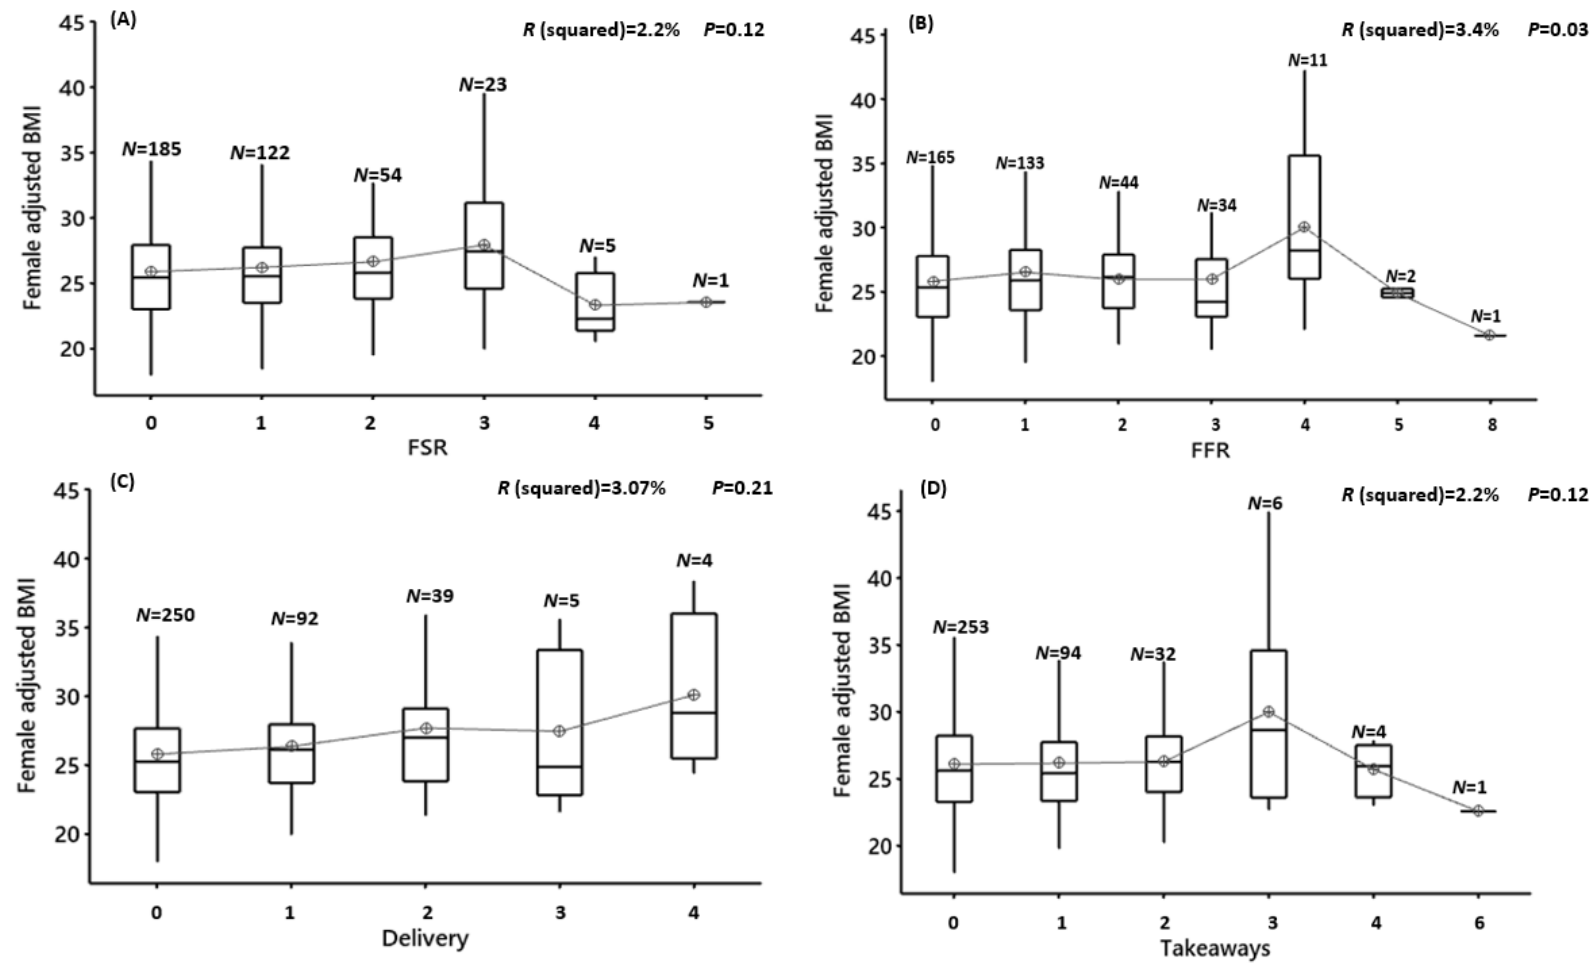 (A)
R (squared)=2.2% P=0.12
Female adjusted BMI
45
40
35
30
25
20
N=185
N=122
N=54
N=23
N=5
N=1
0 1 2 3 4 5
FSR
(B)
R (squared)=3.4% P=0.03
Female adjusted BMI
45
40
35
30
25
20
N=165
N=133
N=44
N=34
N=11
N=2
N=1
0 1 2 3 4 5 8
FFR
(C)
R (squared)=3.07% P=0.21
Female adjusted BMI
45
40
35
30
25
20
N=250
N=92
N=39
N=5
N=4
0 1 2 3 4
Delivery
(D)
R (squared)=2.2% P=0.12
Female adjusted BMI
45
40
35
30
25
20
N=253
N=94
N=32
N=6
N=4
N=1
0 1 2 3 4 6
Takeaways